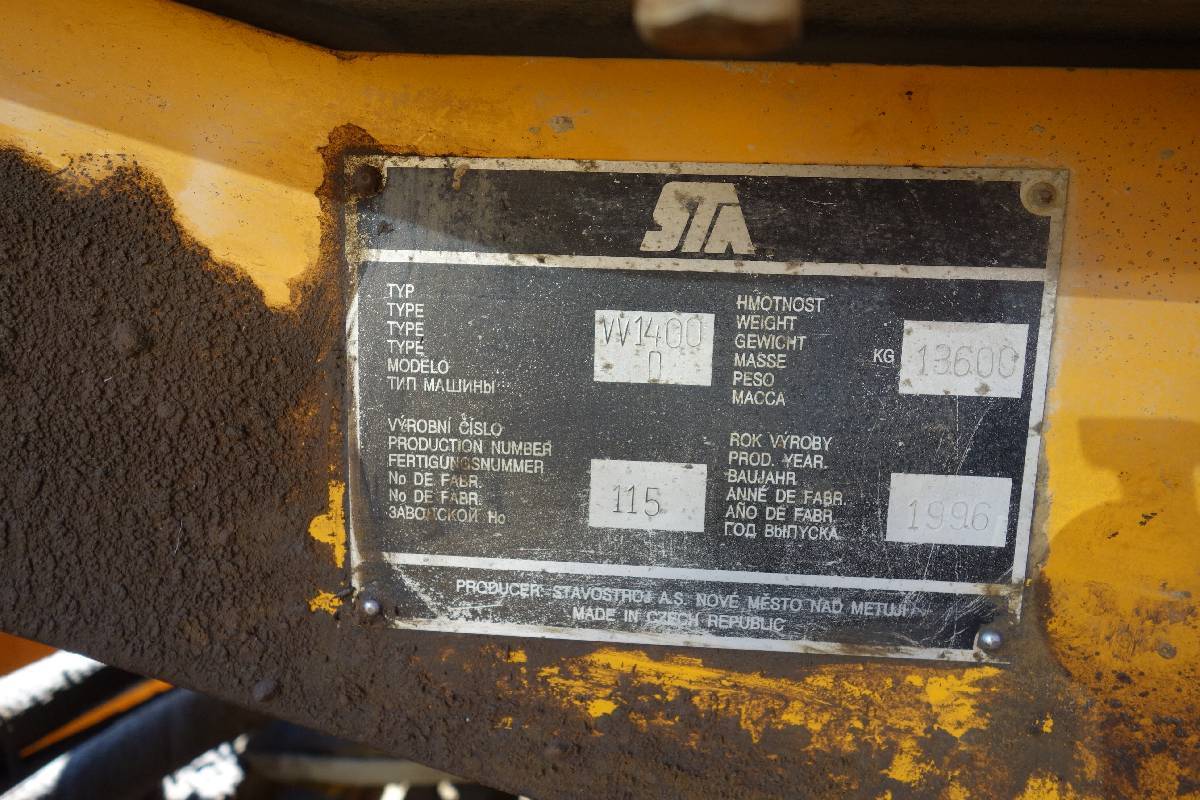 STA
TYP
TYPE
TYPE
TYPE
MODELO
ТИП МАШИНЫ
VV1400
D
HMOTNOST
WEIGHT
GEWICHT
MASSE
PESO
MACCA
KG 13600
VÝROBNÍ ČÍSLO
PRODUCTION NUMBER
FERTIGUNGSNUMMER
No DE FABR.
No DE FABR.
ЗАВОДСКОЙ Но
115
ROK VÝROBY
PROD. YEAR.
BAUJAHR
ANNÉ DE FABR.
AÑO DE FABR.
ГОД ВЫПУСКА
1996
PRODUCER STAVOSTROJ A.S. NOVÉ MĚSTO NAD METUJÍ
MADE IN CZECH REPUBLIC